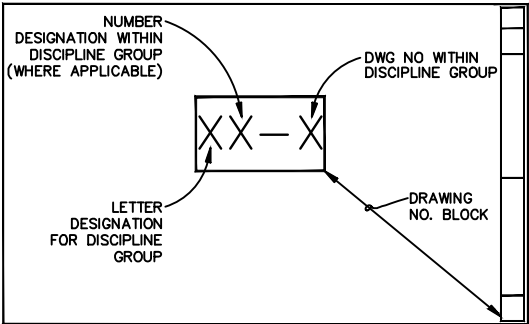 NUMBER
DESIGNATION WITHIN
DISCIPLINE GROUP
(WHERE APPLICABLE)
DWG NO WITHIN
DISCIPLINE GROUP
XX-X
LETTER
DESIGNATION
FOR DISCIPLINE
GROUP
DRAWING
NO. BLOCK